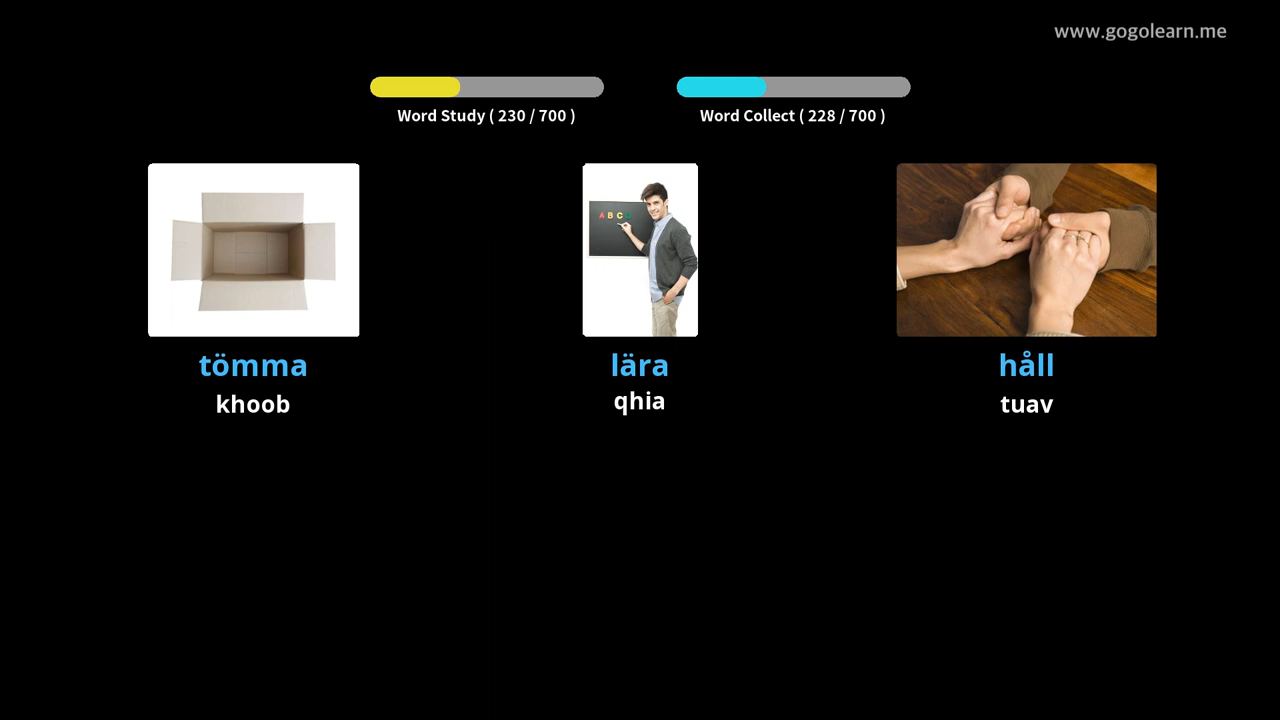 www.gogolearn.me
Word Study ( 230 / 700 )
Word Collect ( 228 / 700 )
A B C D
tömma
lära
håll
khoob
qhia
tuav